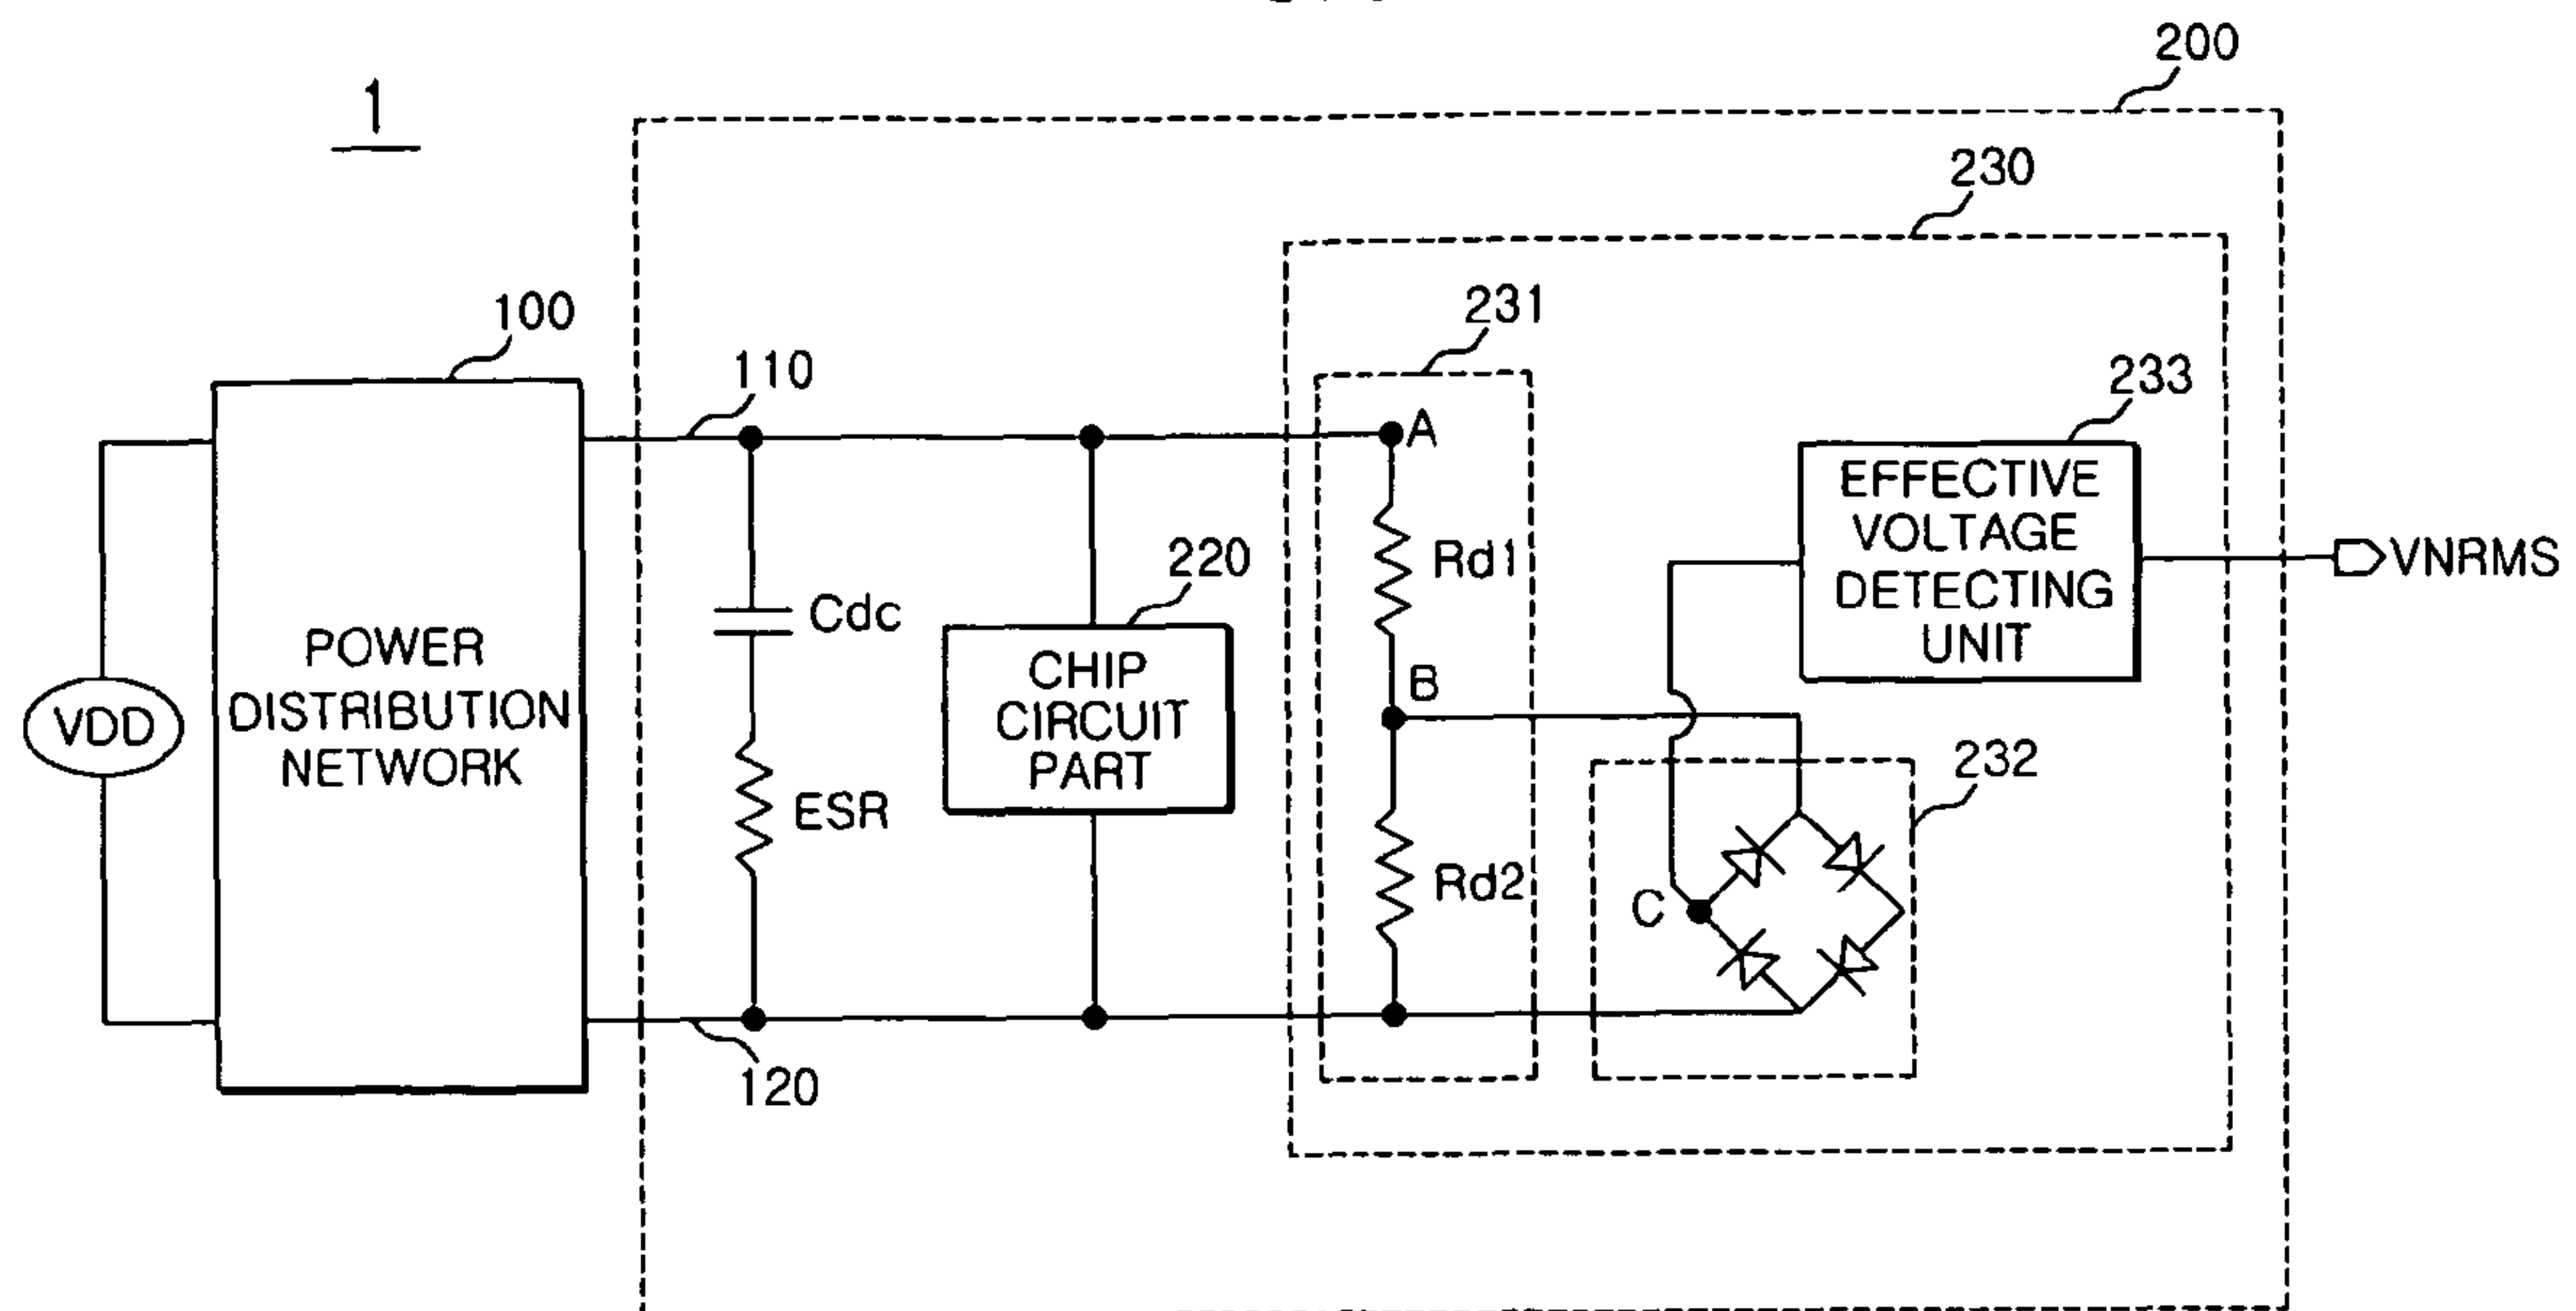 1
200
230
231
100
110
233
A
EFFECTIVE
VOLTAGE
DETECTING
UNIT
VNRMS
Rd1
220
Cdc
POWER
DISTRIBUTION
NETWORK
VDD
CHIP
CIRCUIT
PART
B
232
ESR
Rd2
C
120